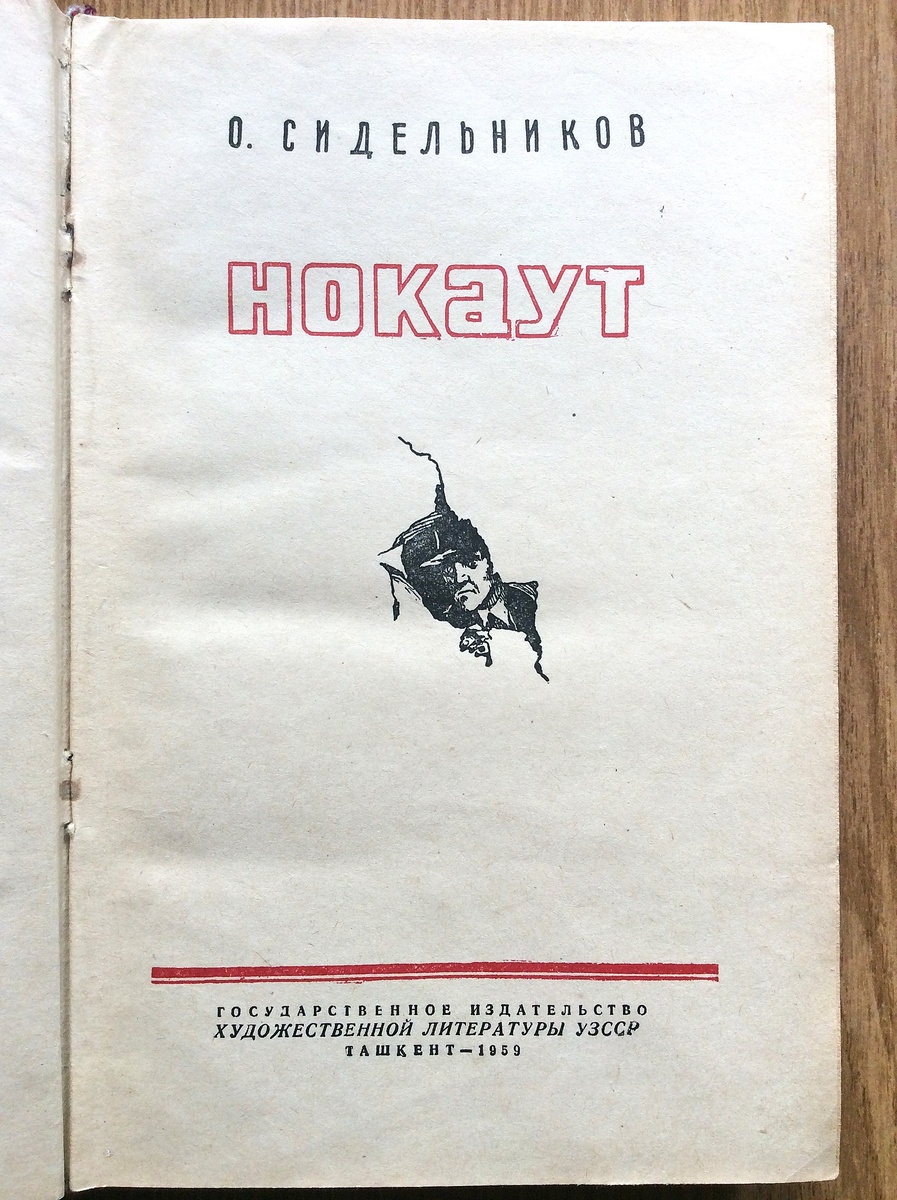 О. СИДЕЛЬНИКОВ
НОКАУТ
ГОСУДАРСТВЕННОЕ ИЗДАТЕЛЬСТВО
ХУДОЖЕСТВЕННОЙ ЛИТЕРАТУРЫ УЗССР
ТАШКЕНТ—1959